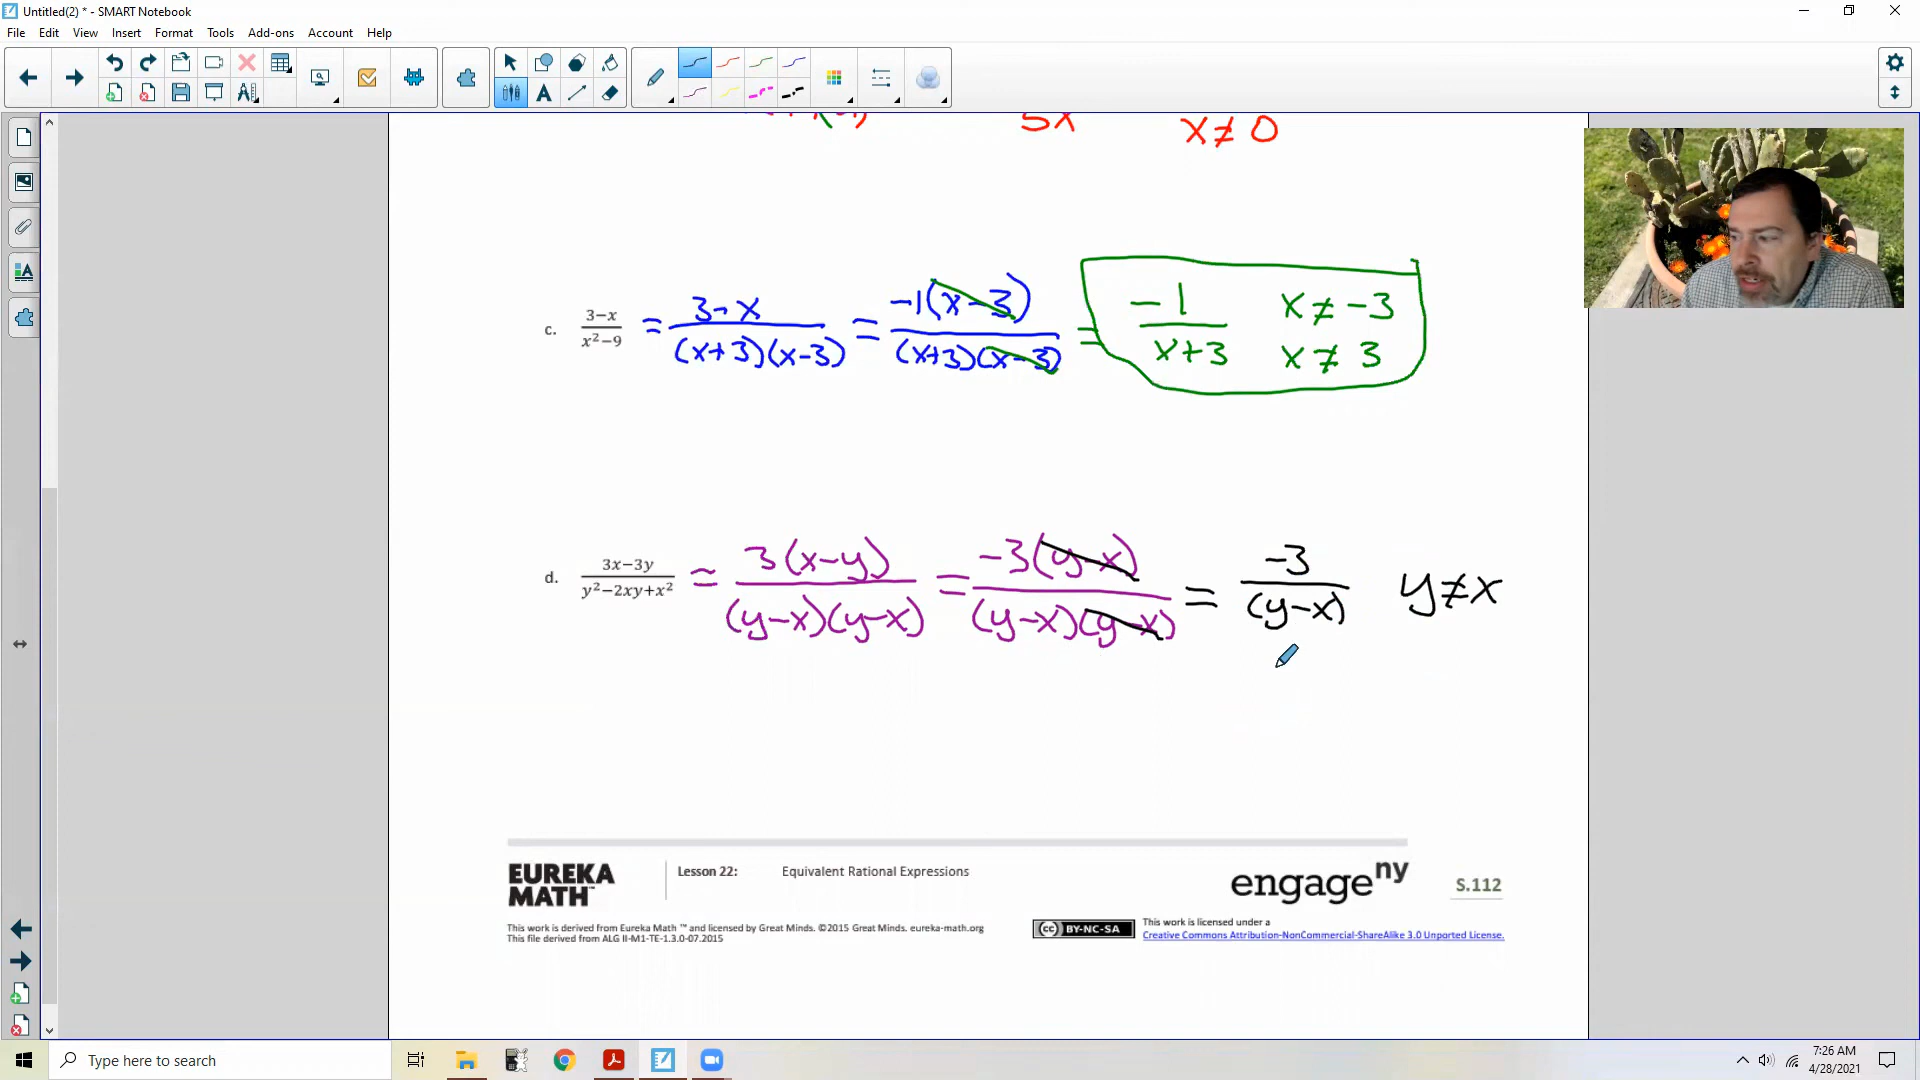 Untitled(2) * - SMART Notebook
File Edit View Insert Format Tools Add-ons Account Help
5x x ≠ 0
c. 3−x / x²−9 = 3-x / (x+3)(x-3) = -1(x-3) / (x+3)(x-3) = -1 / x+3 x ≠ -3 x ≠ 3
d. 3x−3y / y²−2xy+x² = 3(x-y) / (y-x)(y-x) = -3(y-x) / (y-x)(y-x) = -3 / (y-x) y≠x
EUREKA MATH™ Lesson 22: Equivalent Rational Expressions engage ny S.112
This work is derived from Eureka Math ™ and licensed by Great Minds. ©2015 Great Minds. eureka-math.org
This file derived from ALG II-M1-TE-1.3.0-07.2015
cc BY-NC-SA This work is licensed under a
Creative Commons Attribution-NonCommercial-ShareAlike 3.0 Unported License.
Type here to search
7:26 AM
4/28/2021